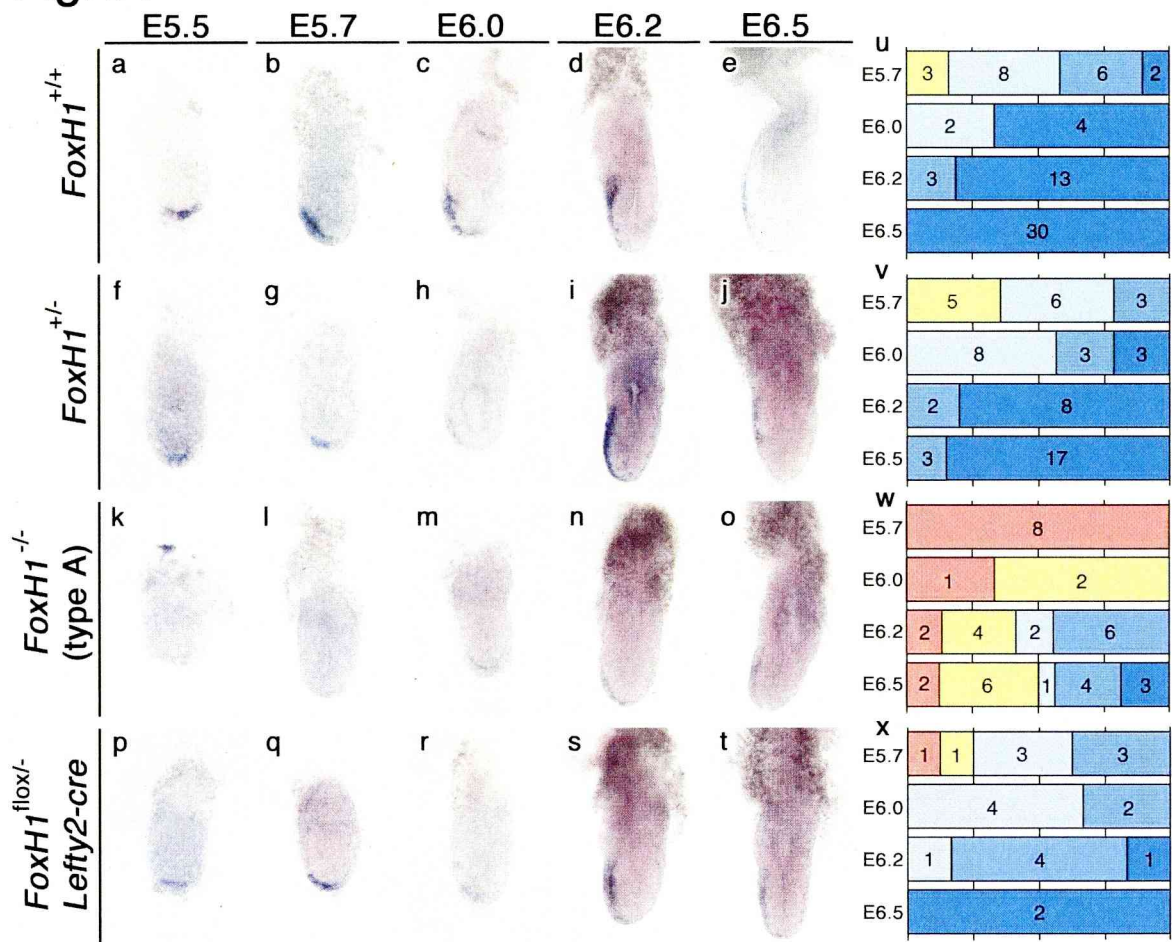 E5.5 E5.7 E6.0 E6.2 E6.5
FoxH1+/+
a b c d e
u
E5.7 3 8 6 2
E6.0 2 4
E6.2 3 13
E6.5 30
FoxH1+/-
f g h i j
v
E5.7 5 6 3
E6.0 8 3 3
E6.2 2 8
E6.5 3 17
FoxH1-/-
(type A)
k l m n o
w
E5.7 8
E6.0 1 2
E6.2 2 4 2 6
E6.5 2 6 1 4 3
FoxH1flox/-
Lefty2-cre
p q r s t
x
E5.7 1 1 3 3
E6.0 4 2
E6.2 1 4 1
E6.5 2